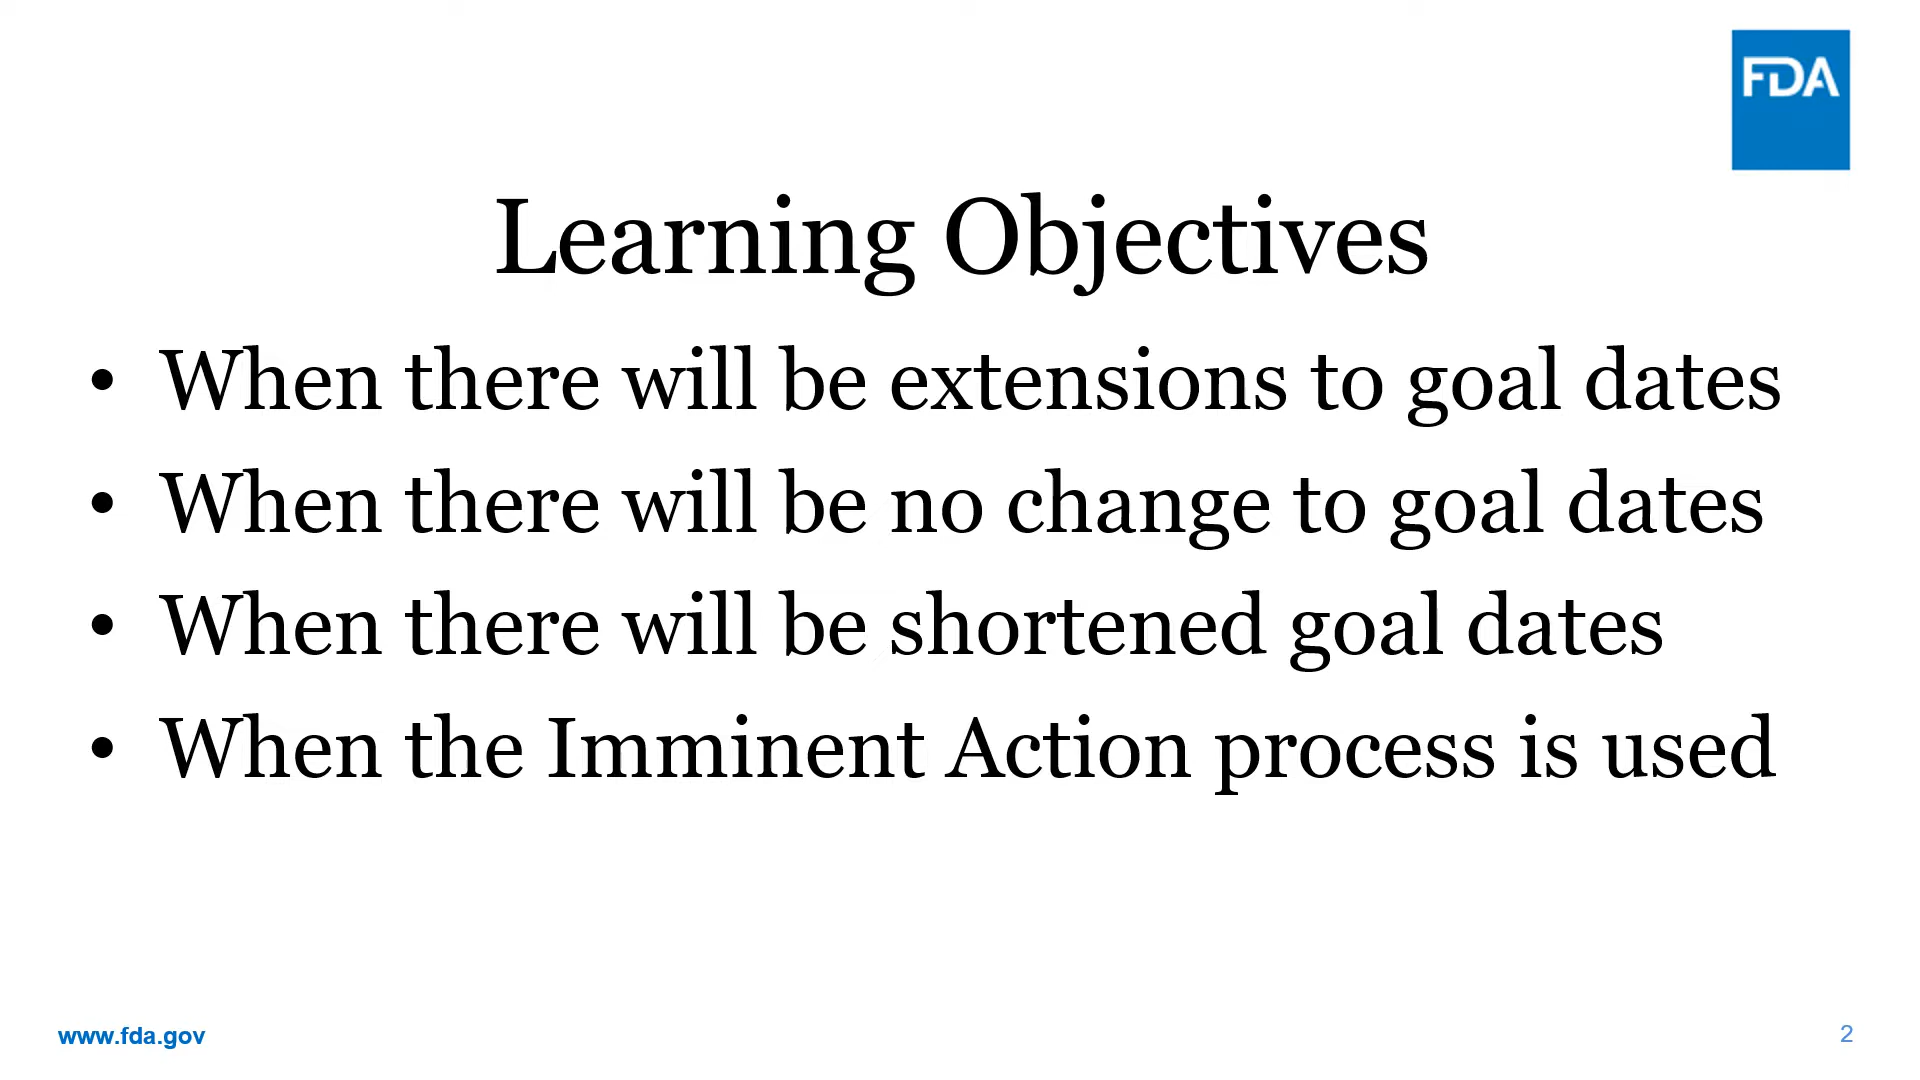 FDA
Learning Objectives
• When there will be extensions to goal dates
• When there will be no change to goal dates
• When there will be shortened goal dates
• When the Imminent Action process is used
www.fda.gov
2